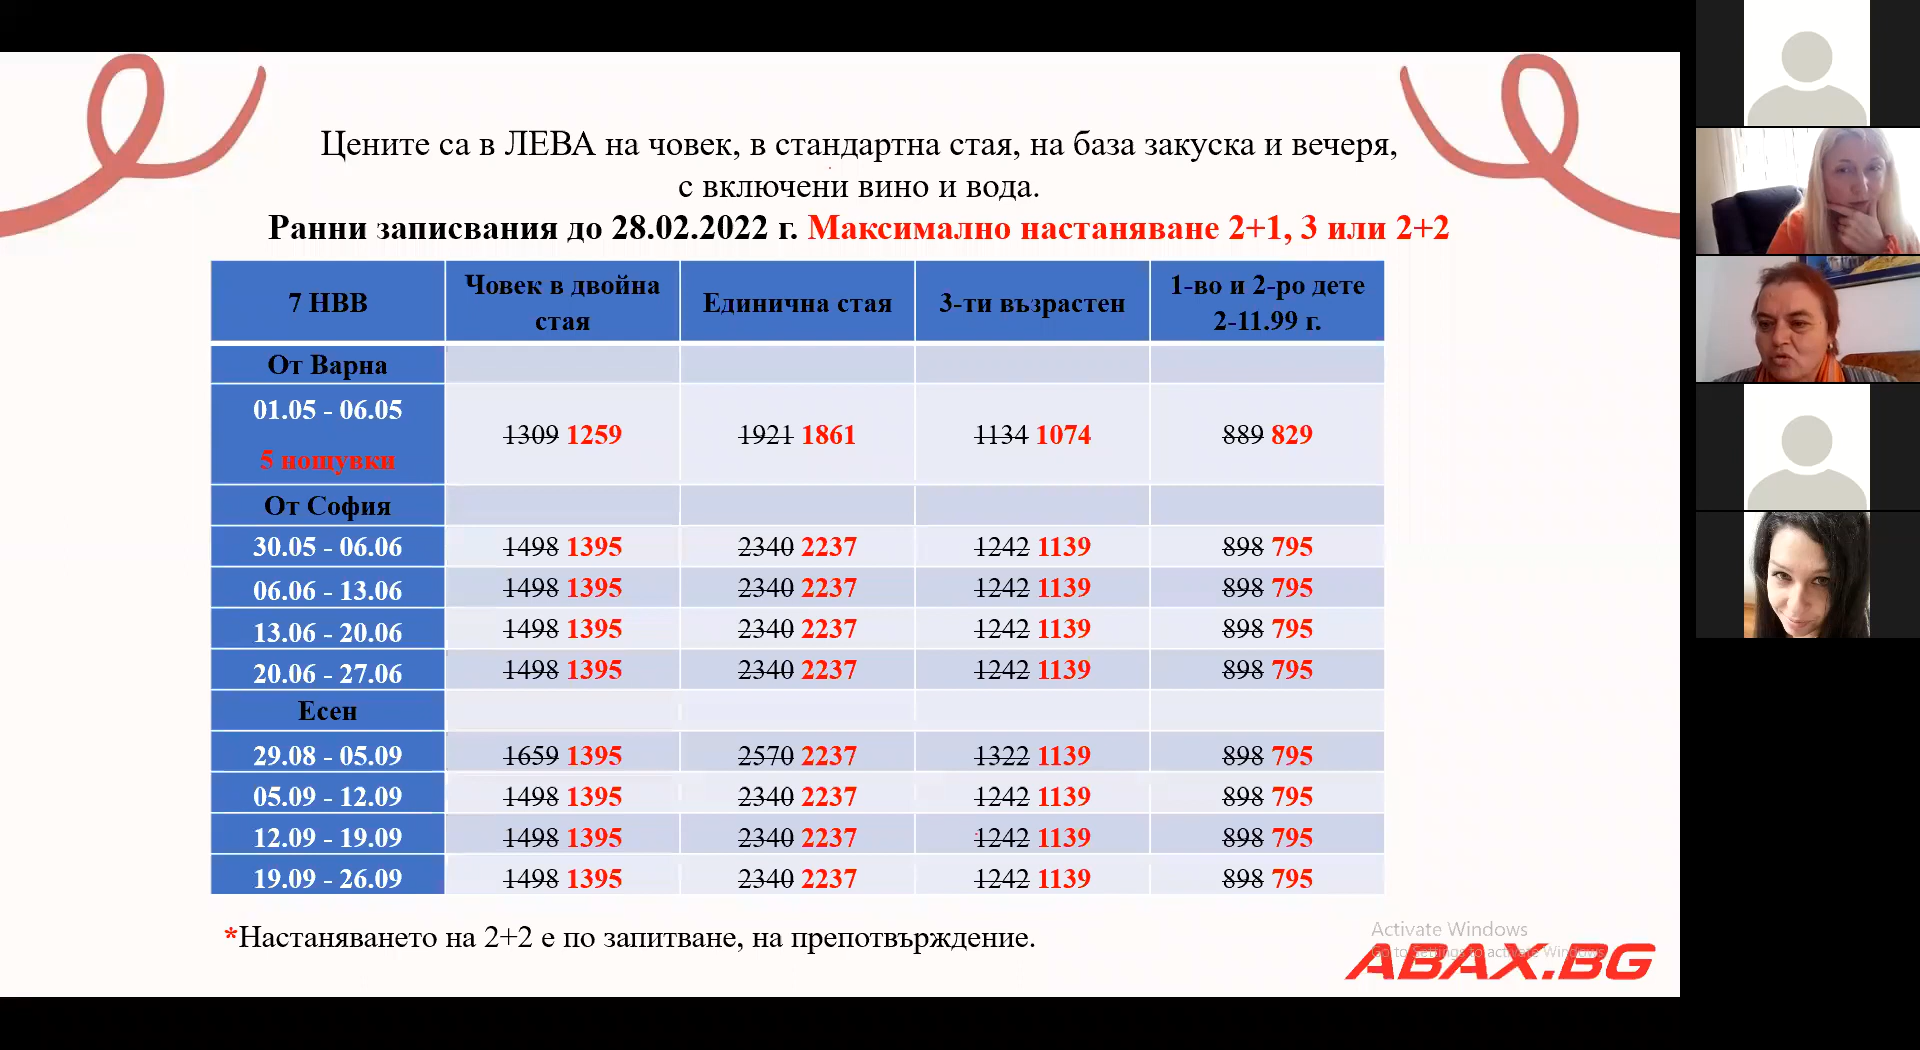 Цените са в ЛЕВА на човек, в стандартна стая, на база закуска и вечеря,
с включени вино и вода.
Ранни записвания до 28.02.2022 г. Максимално настаняване 2+1, 3 или 2+2
7 НВВ Човек в двойна стая Единична стая 3-ти възрастен 1-во и 2-ро дете 2-11.99 г.
От Варна
01.05 - 06.05
5 нощувки
1309 1259 1921 1861 1134 1074 889 829
От София
30.05 - 06.06 1498 1395 2340 2237 1242 1139 898 795
06.06 - 13.06 1498 1395 2340 2237 1242 1139 898 795
13.06 - 20.06 1498 1395 2340 2237 1242 1139 898 795
20.06 - 27.06 1498 1395 2340 2237 1242 1139 898 795
Есен
29.08 - 05.09 1659 1395 2570 2237 1322 1139 898 795
05.09 - 12.09 1498 1395 2340 2237 1242 1139 898 795
12.09 - 19.09 1498 1395 2340 2237 1242 1139 898 795
19.09 - 26.09 1498 1395 2340 2237 1242 1139 898 795
*Настаняването на 2+2 е по запитване, на препотвърждение.
Activate Windows
Go to Settings to activate Windows.
ABAX.BG